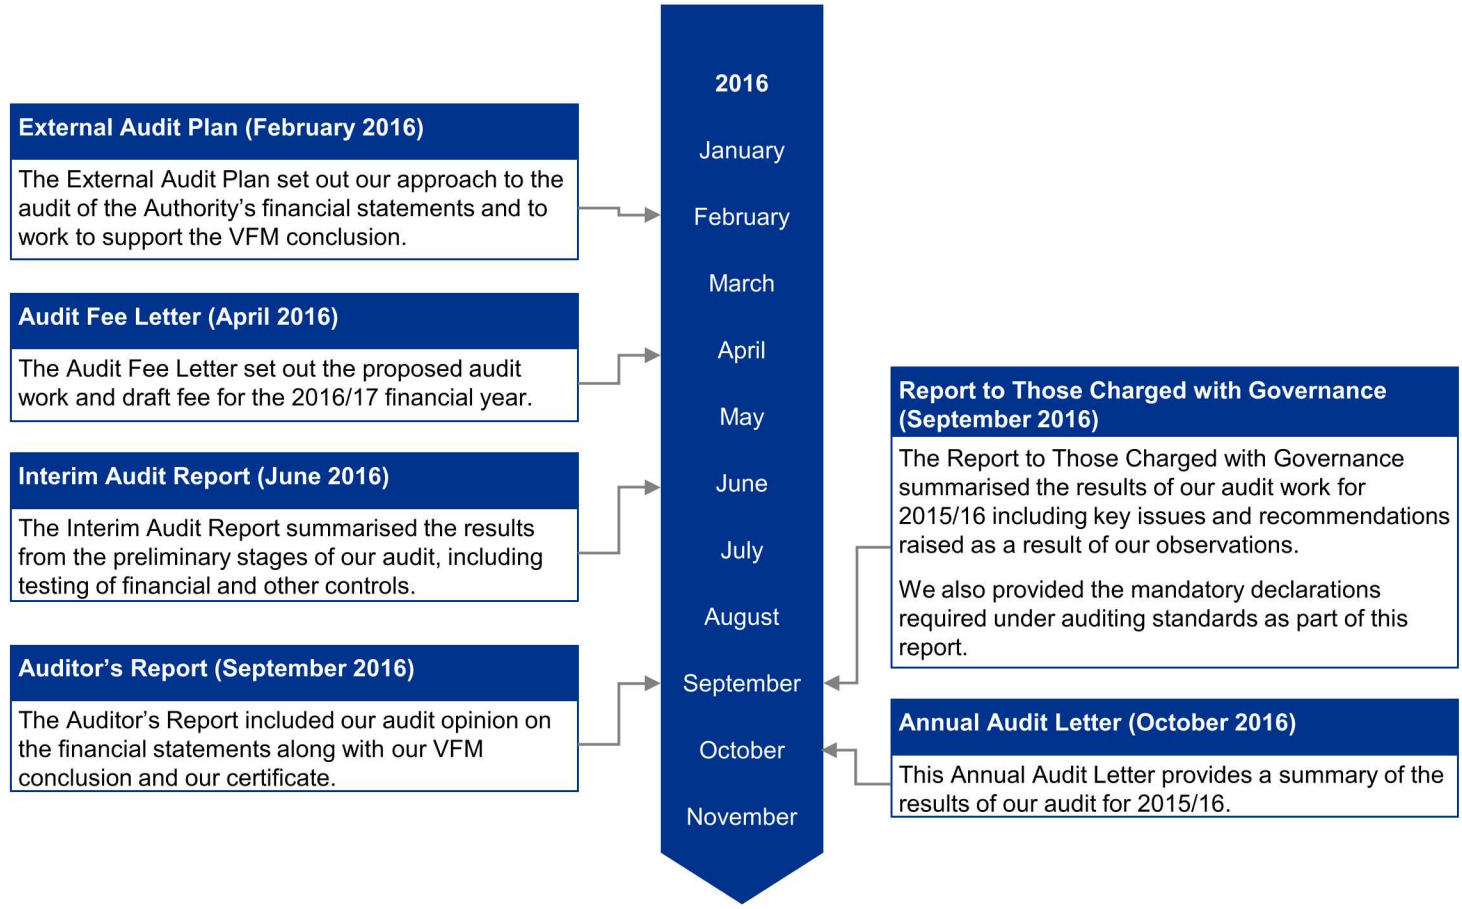 External Audit Plan (February 2016)
The External Audit Plan set out our approach to the
audit of the Authority’s financial statements and to
work to support the VFM conclusion.
Audit Fee Letter (April 2016)
The Audit Fee Letter set out the proposed audit
work and draft fee for the 2016/17 financial year.
Interim Audit Report (June 2016)
The Interim Audit Report summarised the results
from the preliminary stages of our audit, including
testing of financial and other controls.
Auditor’s Report (September 2016)
The Auditor’s Report included our audit opinion on
the financial statements along with our VFM
conclusion and our certificate.
2016
January
February
March
April
May
June
July
August
September
October
November
Report to Those Charged with Governance
(September 2016)
The Report to Those Charged with Governance
summarised the results of our audit work for
2015/16 including key issues and recommendations
raised as a result of our observations.
We also provided the mandatory declarations
required under auditing standards as part of this
report.
Annual Audit Letter (October 2016)
This Annual Audit Letter provides a summary of the
results of our audit for 2015/16.